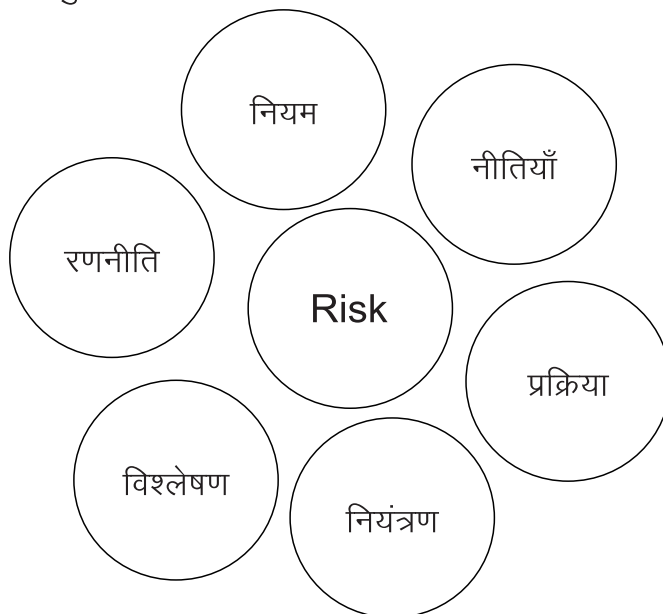 नियम
नीतियाँ
रणनीति
Risk
प्रक्रिया
विश्लेषण
नियंत्रण